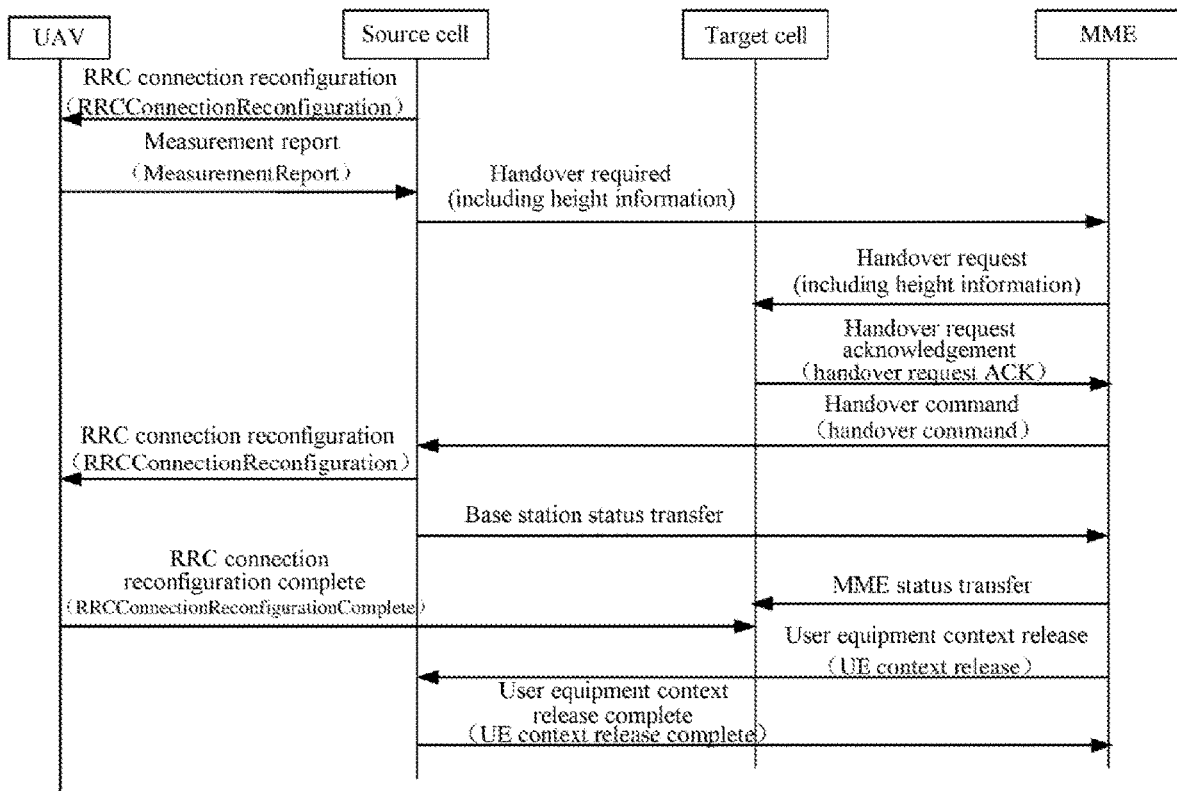 UAV
Source cell
Target cell
MME
RRC connection reconfiguration
(RRCConnectionReconfiguration)
Measurement report
(MeasurementReport)
Handover required
(including height information)
Handover request
(including height information)
Handover request
acknowledgement
(handover request ACK)
Handover command
(handover command)
RRC connection reconfiguration
(RRCConnectionReconfiguration)
Base station status transfer
RRC connection
reconfiguration complete
(RRCConnectionReconfigurationComplete)
MME status transfer
User equipment context release
(UE context release)
User equipment context
release complete
(UE context release complete)